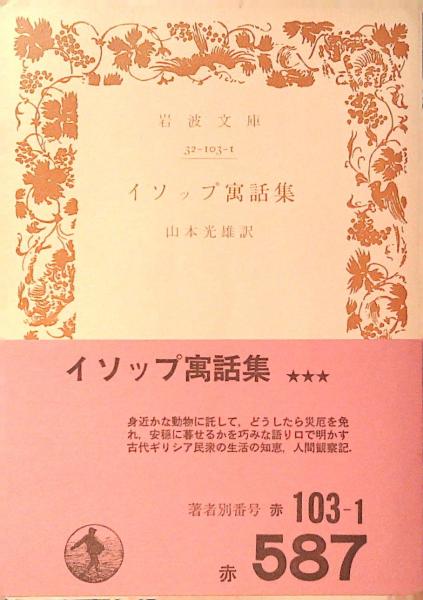 岩波文庫
32-103-1
イソップ寓話集
山本光雄訳
イソップ寓話集 ★★★
身近かな動物に託して，どうしたら災厄を免
れ，安穏に暮せるかを巧みな語り口で明かす
古代ギリシア民衆の生活の知恵，人間観察記．
著者別番号 赤 103-1
赤 587